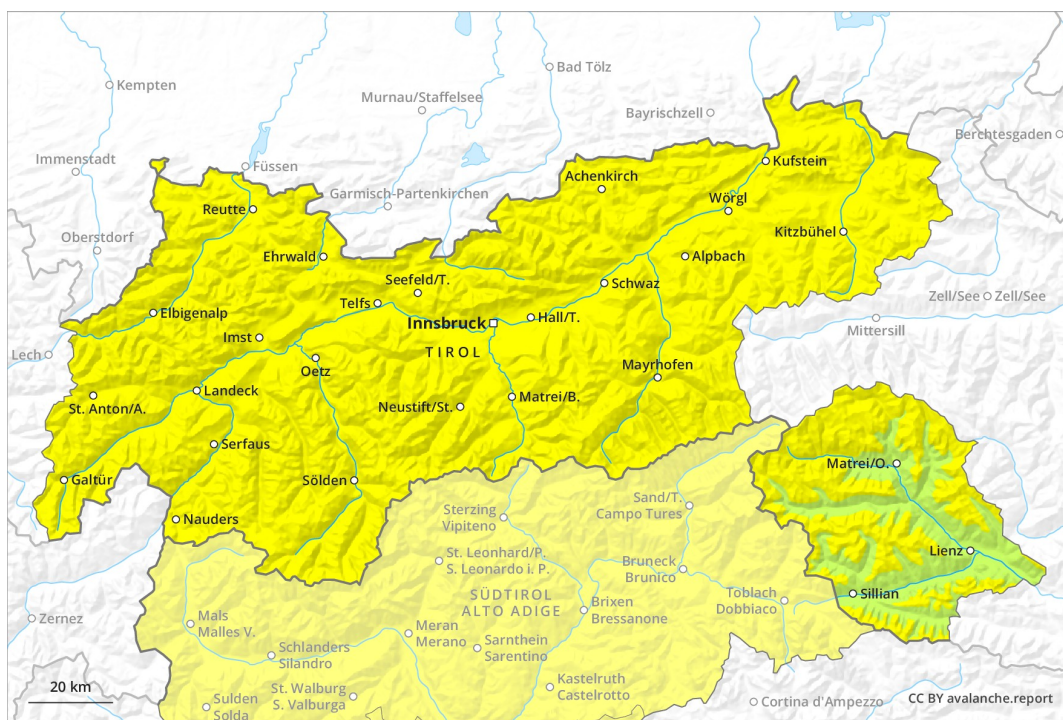 Kempten
Bad Tölz
Murnau/Staffelsee
Bayrischzell
Berchtesgaden
Immenstadt
Füssen
Kufstein
Achenkirch
Garmisch-Partenkirchen
Wörgl
Reutte
Kitzbühel
Oberstdorf
Ehrwald
Alpbach
Seefeld/T.
Schwaz
Zell/See
Zell/See
Telfs
Elbigenalp
Hall/T.
Innsbruck
Mittersill
Imst
TIROL
Lech
Mayrhofen
Oetz
Landeck
Matrei/B.
St. Anton/A.
Neustift/St.
Serfaus
Matrei/O.
Galtür
Sölden
Sand/T.
Campo Tures
Sterzing
Vipiteno
Nauders
Lienz
St. Leonhard/P.
S. Leonardo i. P.
Bruneck
Brunico
Sillian
SÜDTIROL
ALTO ADIGE
Toblach
Dobbiaco
Brixen
Bressanone
Zernez
Mals
Malles V.
Meran
Merano
Sarnthein
Sarentino
Schlanders
Silandro
20 km
St. Walburg
S. Valburga
Kastelruth
Castelrotto
Sulden
Solda
Cortina d'Ampezzo
CC BY avalanche.report